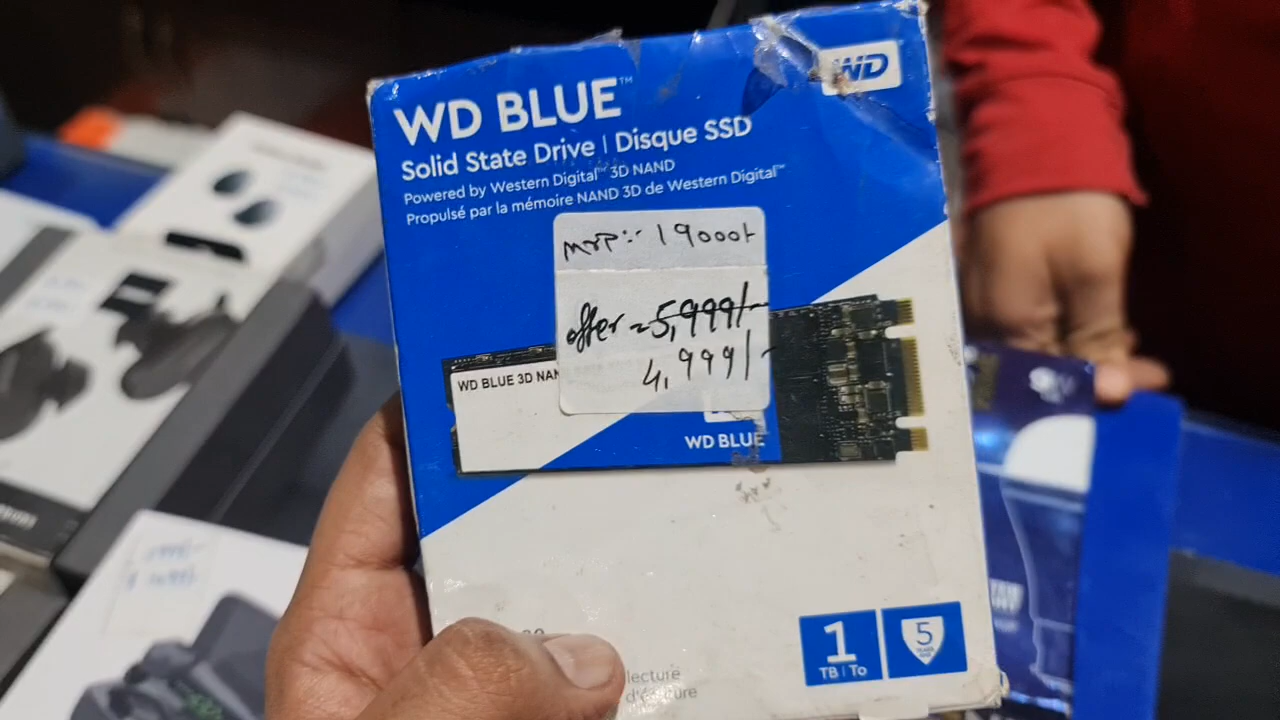 WD BLUE™
WD
Solid State Drive | Disque SSD
Powered by Western Digital™ 3D NAND
Propulsé par la mémoire NAND 3D de Western Digital™
MRP:- 19000/-
offer - 5,999/-
4,999/-
WD BLUE 3D NAN
WD BLUE
1
TB | To
5
lecture